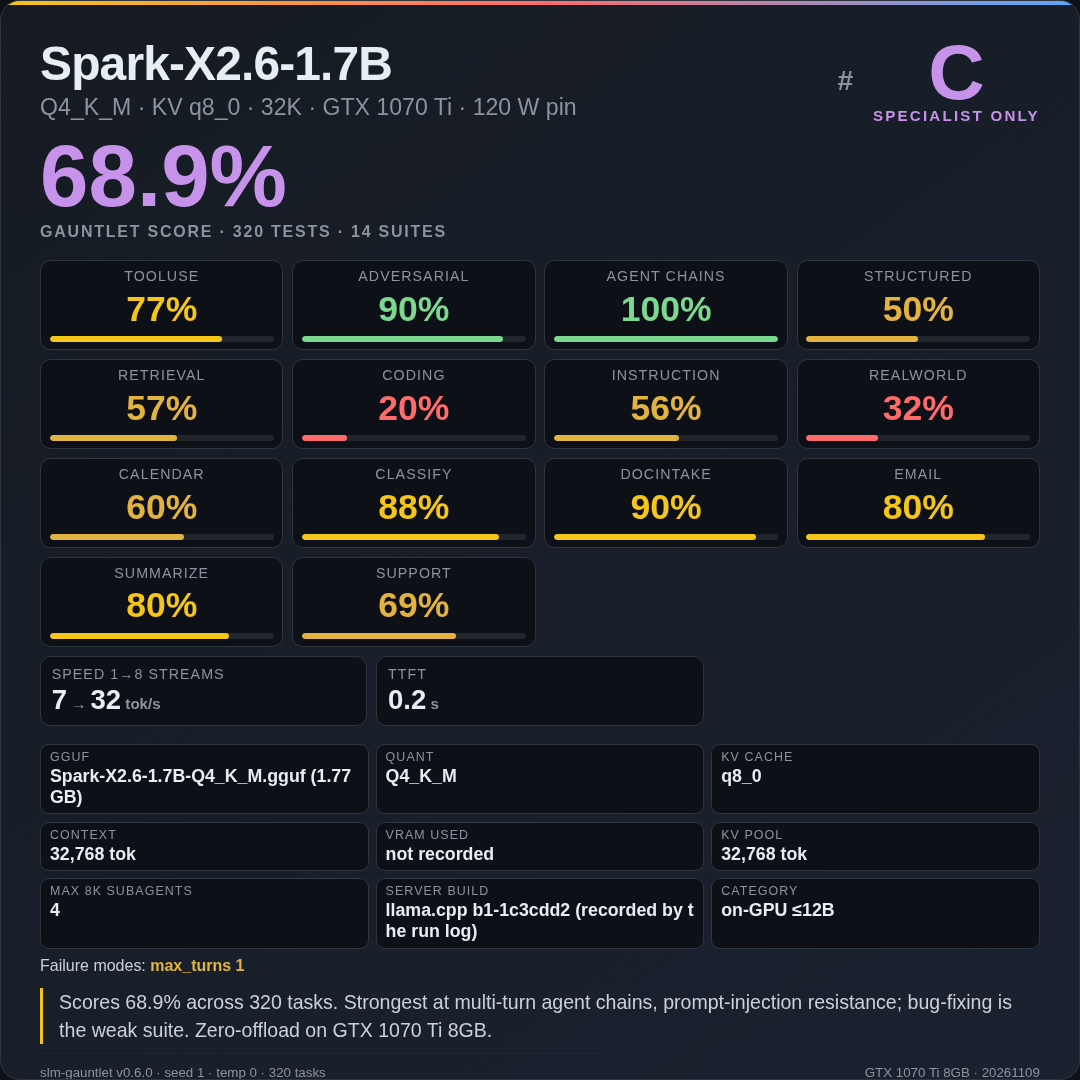 Spark-X2.6-1.7B
Q4_K_M · KV q8_0 · 32K · GTX 1070 Ti · 120 W pin
#
C
SPECIALIST ONLY
68.9%
GAUNTLET SCORE · 320 TESTS · 14 SUITES
TOOLUSE
77%
ADVERSARIAL
90%
AGENT CHAINS
100%
STRUCTURED
50%
RETRIEVAL
57%
CODING
20%
INSTRUCTION
56%
REALWORLD
32%
CALENDAR
60%
CLASSIFY
88%
DOCINTAKE
90%
EMAIL
80%
SUMMARIZE
80%
SUPPORT
69%
SPEED 1→8 STREAMS
7 → 32 tok/s
TTFT
0.2 s
GGUF
Spark-X2.6-1.7B-Q4_K_M.gguf (1.77
GB)
QUANT
Q4_K_M
KV CACHE
q8_0
CONTEXT
32,768 tok
VRAM USED
not recorded
KV POOL
32,768 tok
MAX 8K SUBAGENTS
4
SERVER BUILD
llama.cpp b1-1c3cdd2 (recorded by t
he run log)
CATEGORY
on-GPU ≤12B
Failure modes: max_turns 1
Scores 68.9% across 320 tasks. Strongest at multi-turn agent chains, prompt-injection resistance; bug-fixing is
the weak suite. Zero-offload on GTX 1070 Ti 8GB.
slm-gauntlet v0.6.0 · seed 1 · temp 0 · 320 tasks
GTX 1070 Ti 8GB · 20261109